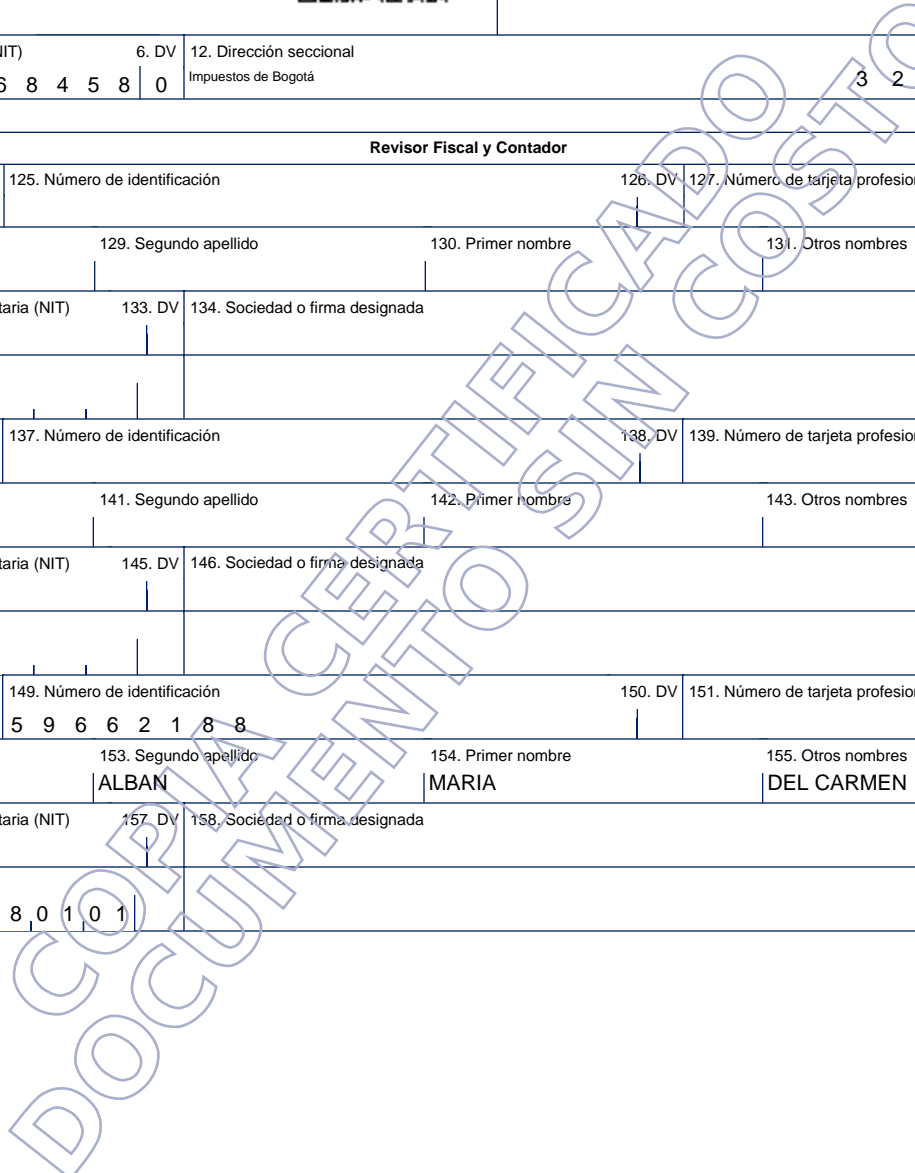 NIT) 6. DV 12. Dirección seccional
6 8 4 5 8 0 Impuestos de Bogotá 3 2
Revisor Fiscal y Contador
125. Número de identificación 126. DV 127. Número de tarjeta profesion
129. Segundo apellido 130. Primer nombre 131. Otros nombres
taria (NIT) 133. DV 134. Sociedad o firma designada
137. Número de identificación 138. DV 139. Número de tarjeta profesion
141. Segundo apellido 142. Primer nombre 143. Otros nombres
taria (NIT) 145. DV 146. Sociedad o firma designada
149. Número de identificación 150. DV 151. Número de tarjeta profesion
5 9 6 6 2 1 8 8
153. Segundo apellido 154. Primer nombre 155. Otros nombres
ALBAN MARIA DEL CARMEN
taria (NIT) 157. DV 158. Sociedad o firma designada
8 0 1 0 1
COPIA CERTIFICADO
DOCUMENTO SIN COSTO